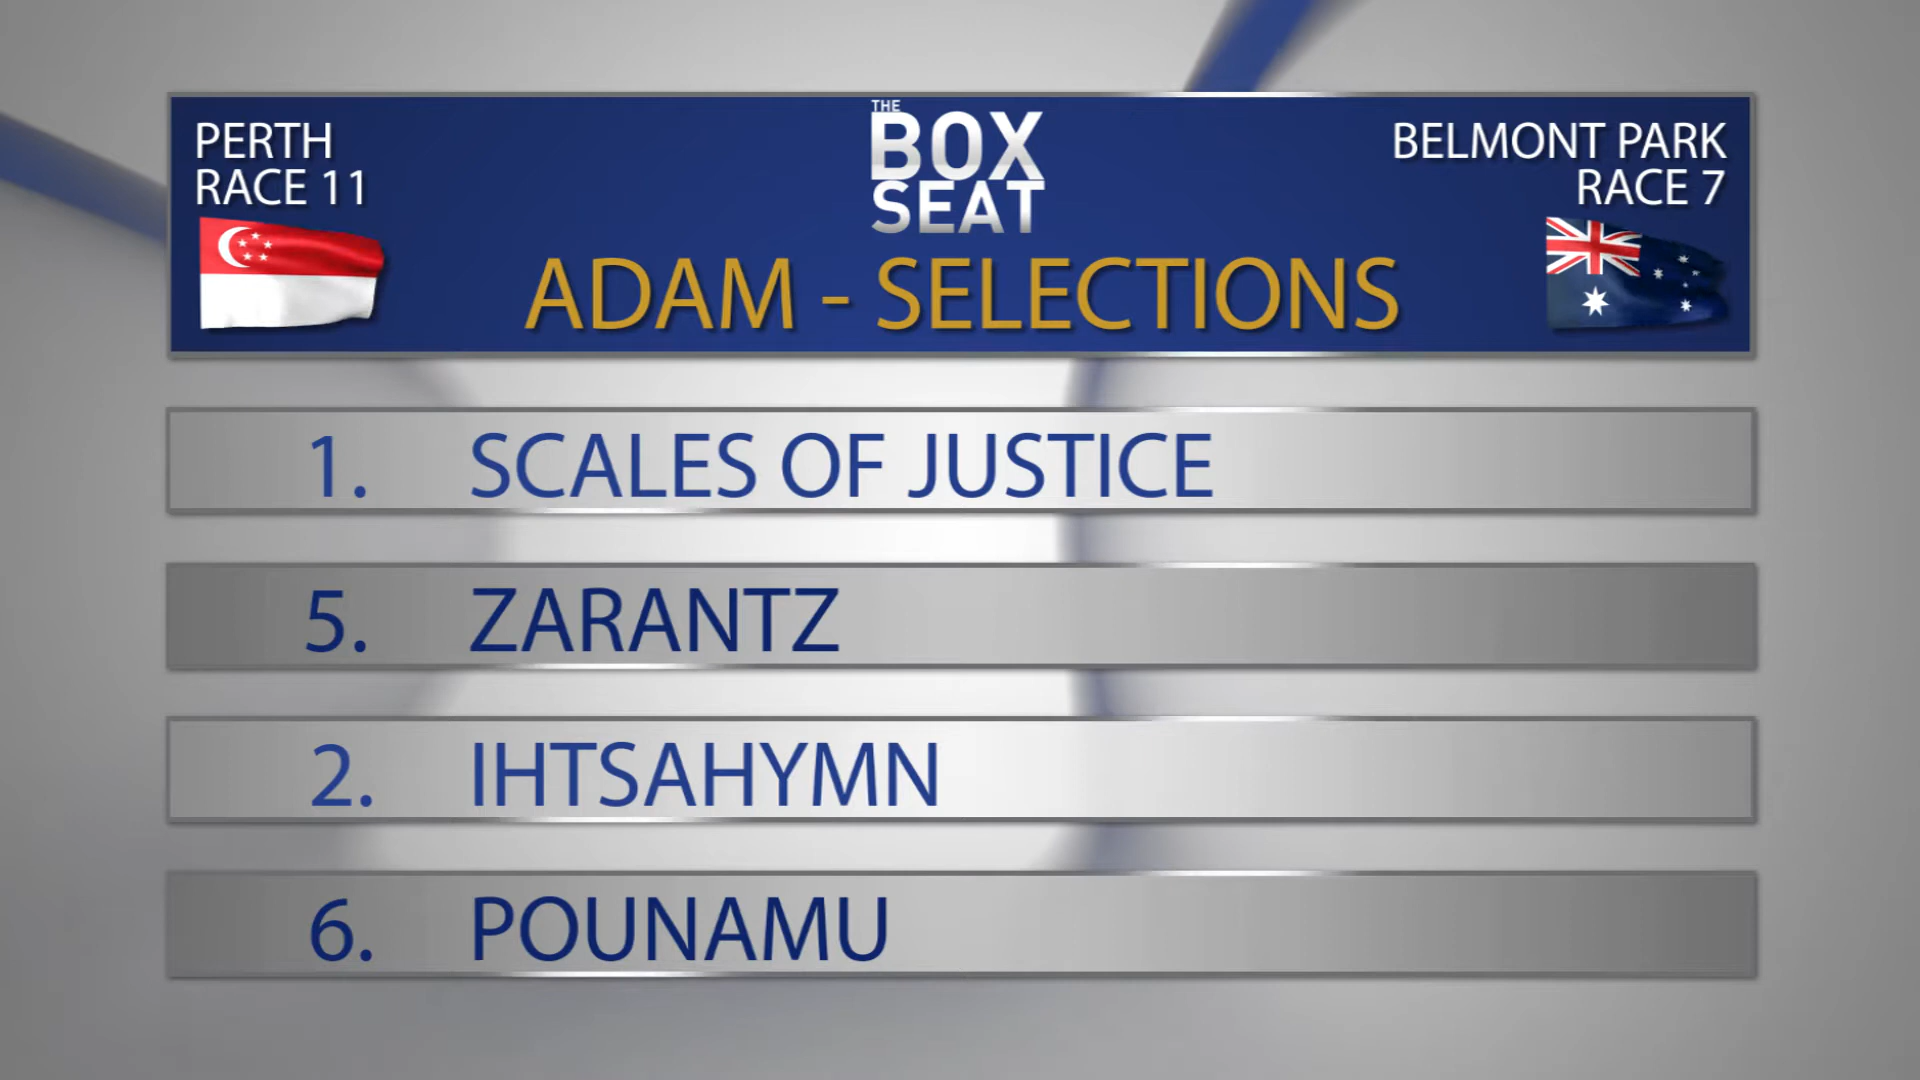 PERTH
RACE 11
THE
BOX
SEAT
BELMONT PARK
RACE 7
ADAM - SELECTIONS
1. SCALES OF JUSTICE
5. ZARANTZ
2. IHTSAHYMN
6. POUNAMU